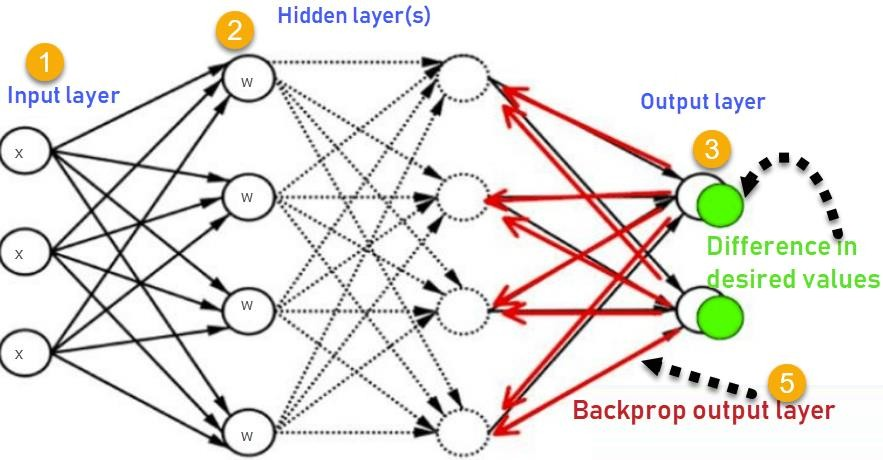 Hidden layer(s)
2
1
Input layer
Output layer
3
x
x
x
w
w
w
w
Difference in
desired values
5
Backprop output layer